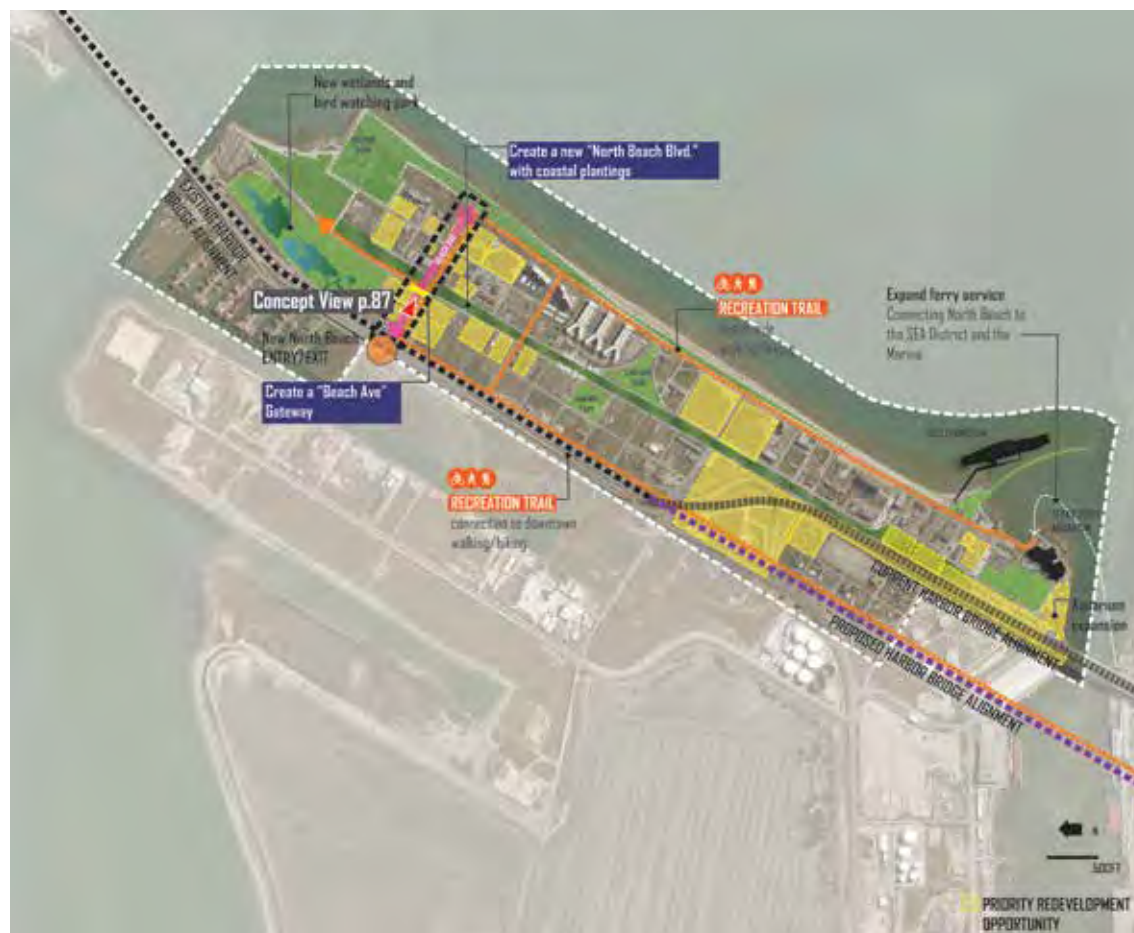 New wetlands and
bird watching park
Create a new "North Beach Blvd."
with coastal plantings
EXISTING HARBOR
BRIDGE ALIGNMENT
Concept View p.87
New North Beach
ENTRY/EXIT
Create a "Beach Ave"
Gateway
RECREATION TRAIL
Expand ferry service
Connecting North Beach to
the SEA District and the
Marina
RECREATION TRAIL
connection to downtown
walking/biking
CURRENT HARBOR BRIDGE ALIGNMENT
PROPOSED HARBOR BRIDGE ALIGNMENT
expansion
500FT
PRIORITY REDEVELOPMENT
OPPORTUNITY